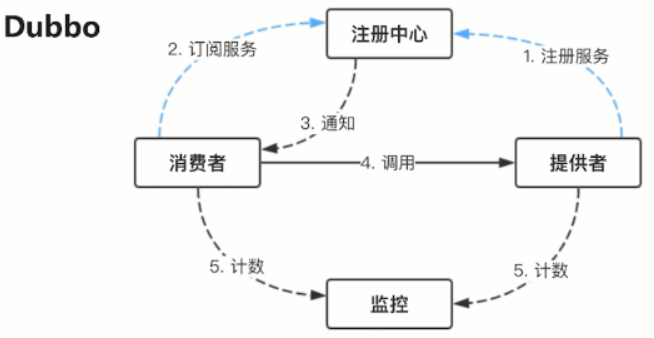 Dubbo
注册中心
2. 订阅服务
1. 注册服务
3. 通知
消费者
4. 调用
提供者
5. 计数
5. 计数
监控